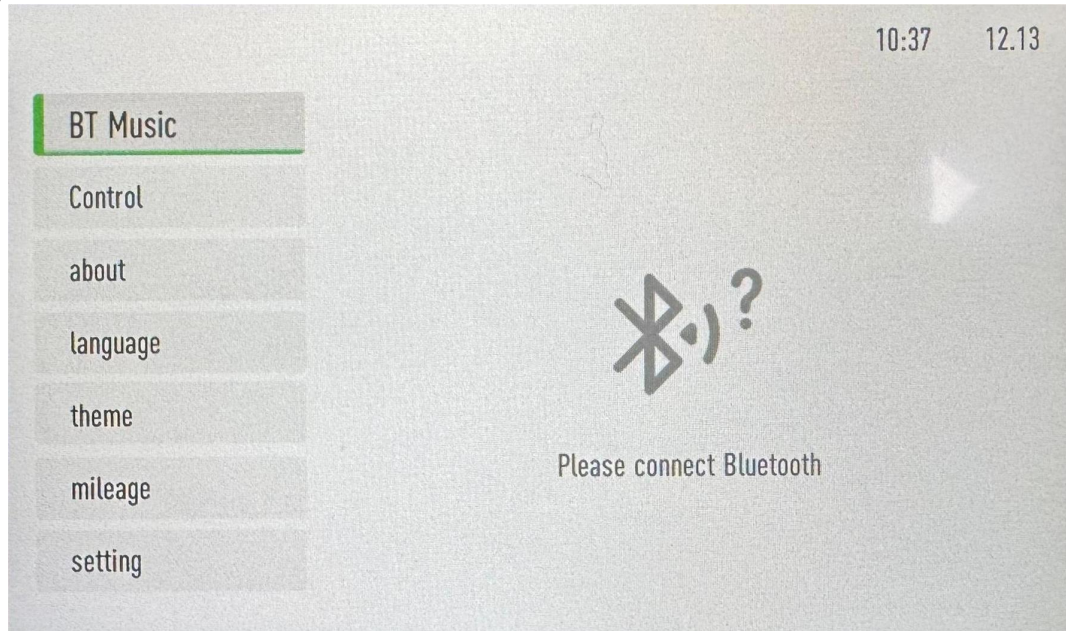 10:37 12.13
BT Music
Control
about
language
theme
mileage
setting
?
Please connect Bluetooth